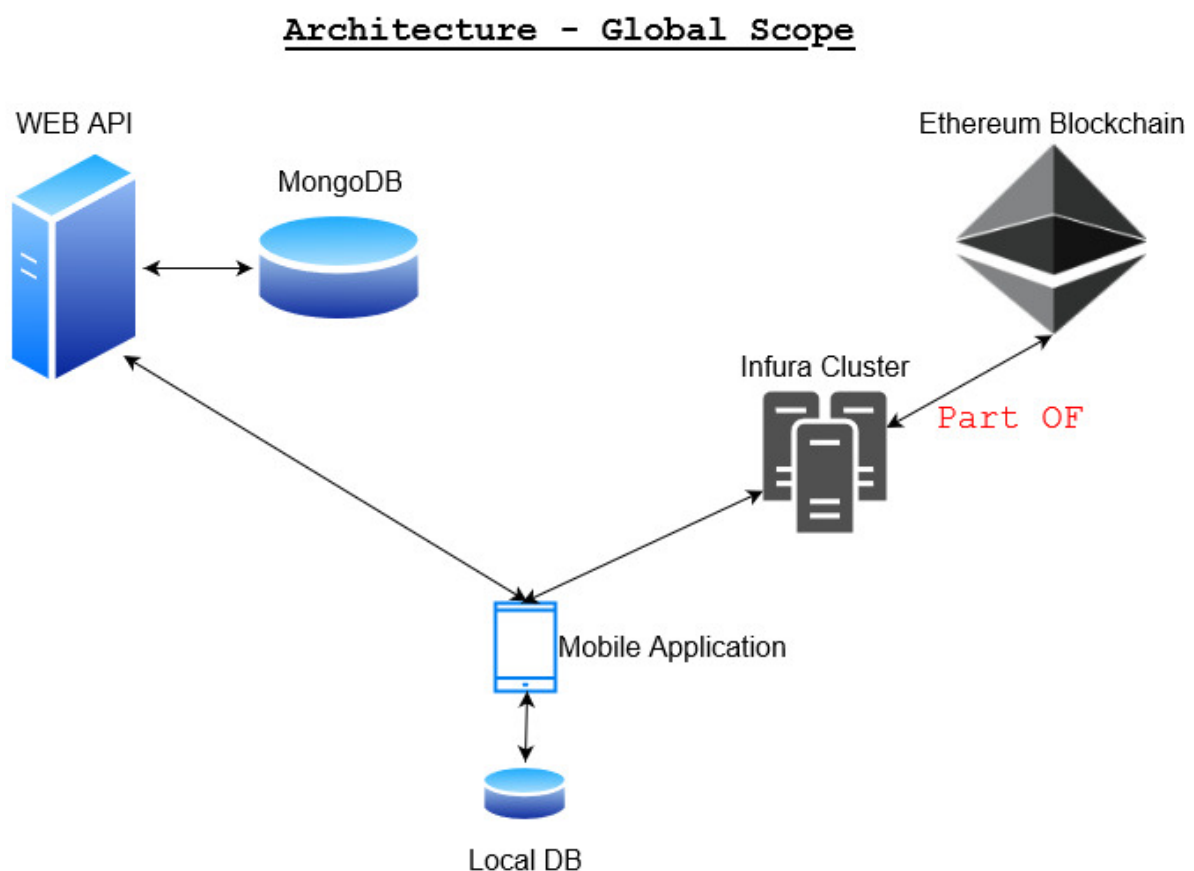 Architecture - Global Scope
WEB API
Ethereum Blockchain
MongoDB
Infura Cluster
Part OF
Mobile Application
Local DB